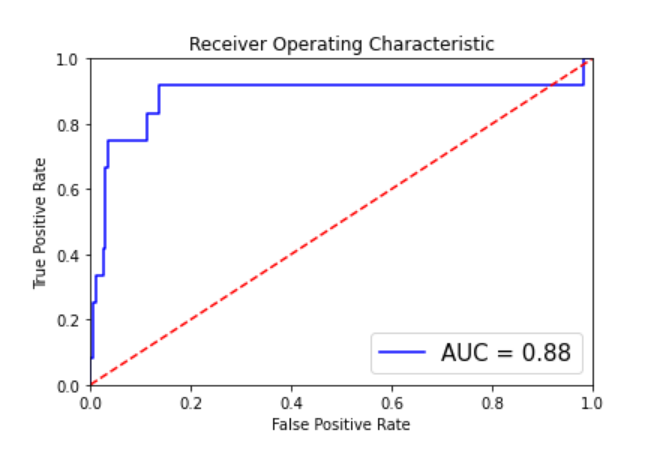 Receiver Operating Characteristic
1.0
0.8
0.6
0.4
0.2
0.0
True Positive Rate
AUC = 0.88
0.0 0.2 0.4 0.6 0.8 1.0
False Positive Rate